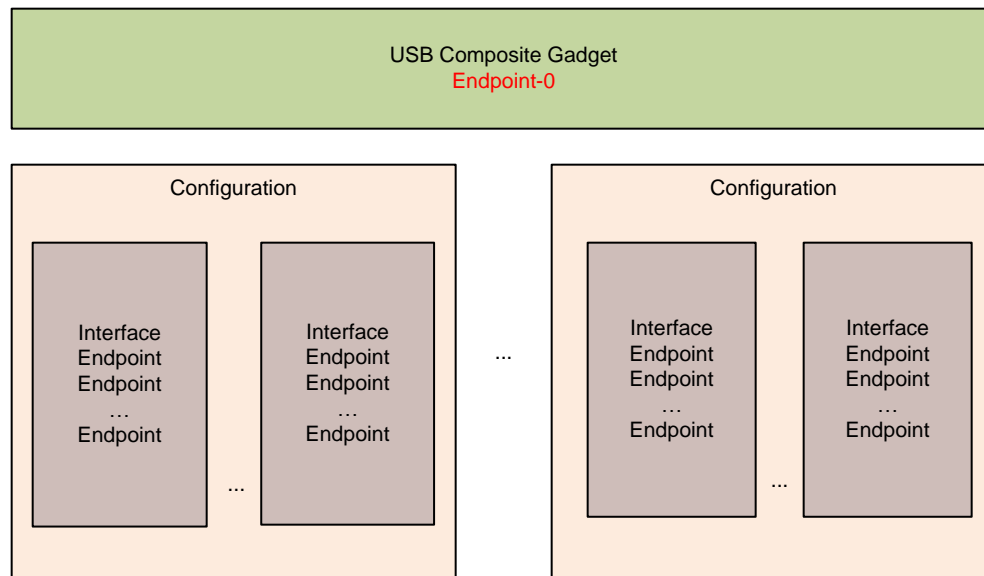 USB Composite Gadget
Endpoint-0
Configuration
Interface
Endpoint
Endpoint
…
Endpoint
...
Interface
Endpoint
Endpoint
…
Endpoint
...
Configuration
Interface
Endpoint
Endpoint
…
Endpoint
...
Interface
Endpoint
Endpoint
…
Endpoint